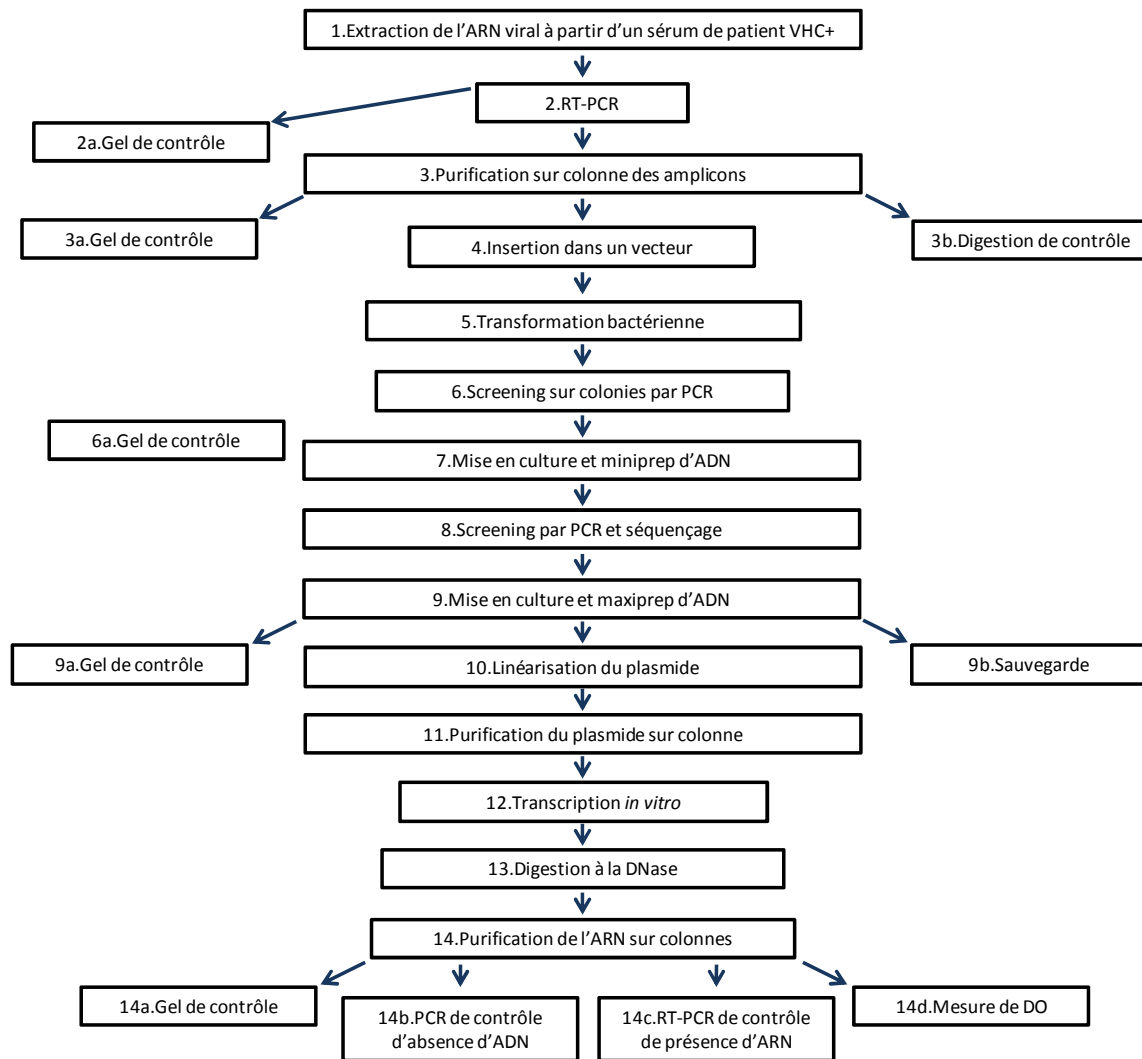 1.Extraction de l'ARN viral à partir d'un sérum de patient VHC+
2.RT-PCR
2a.Gel de contrôle
3.Purification sur colonne des amplicons
3a.Gel de contrôle
4.Insertion dans un vecteur
3b.Digestion de contrôle
5.Transformation bactérienne
6.Screening sur colonies par PCR
6a.Gel de contrôle
7.Mise en culture et miniprep d'ADN
8.Screening par PCR et séquençage
9.Mise en culture et maxiprep d'ADN
9a.Gel de contrôle
10.Linéarisation du plasmide
9b.Sauvegarde
11.Purification du plasmide sur colonne
12.Transcription in vitro
13.Digestion à la DNase
14.Purification de l'ARN sur colonnes
14a.Gel de contrôle
14b.PCR de contrôle
d'absence d'ADN
14c.RT-PCR de contrôle
de présence d'ARN
14d.Mesure de DO